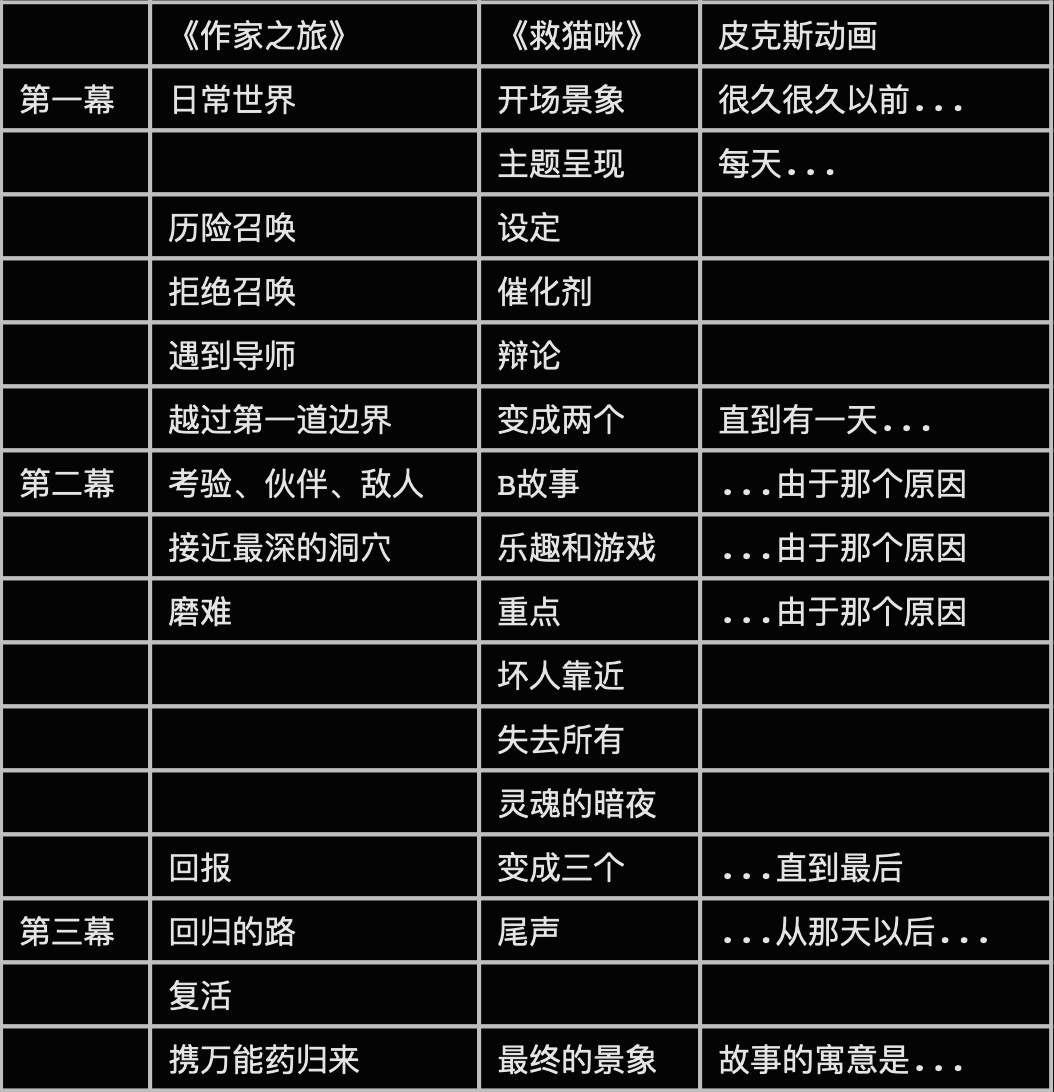 《作家之旅》 《救猫咪》 皮克斯动画
第一幕 日常世界 开场景象 很久很久以前...
主题呈现 每天...
历险召唤 设定
拒绝召唤 催化剂
遇到导师 辩论
越过第一道边界 变成两个 直到有一天...
第二幕 考验、伙伴、敌人 B故事 ...由于那个原因
接近最深的洞穴 乐趣和游戏 ...由于那个原因
磨难 重点 ...由于那个原因
坏人靠近
失去所有
灵魂的暗夜
回报 变成三个 ...直到最后
第三幕 回归的路 尾声 ...从那天以后...
复活
携万能药归来 最终的景象 故事的寓意是...